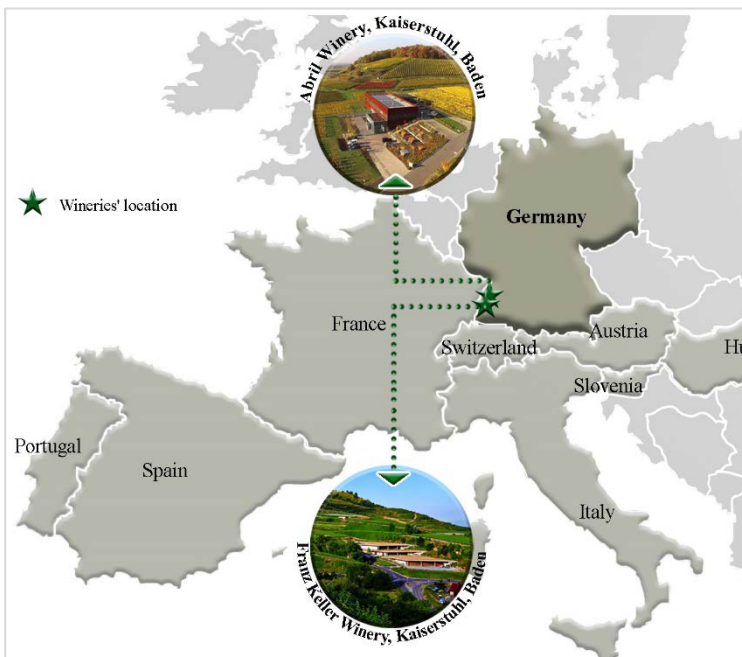 Abril Winery, Kaiserstuhl, Baden
Wineries' location
Germany
France
Austria
Switzerland
Hu
Slovenia
Portugal
Spain
Italy
Franz Keller Winery, Kaiserstuhl, Baden